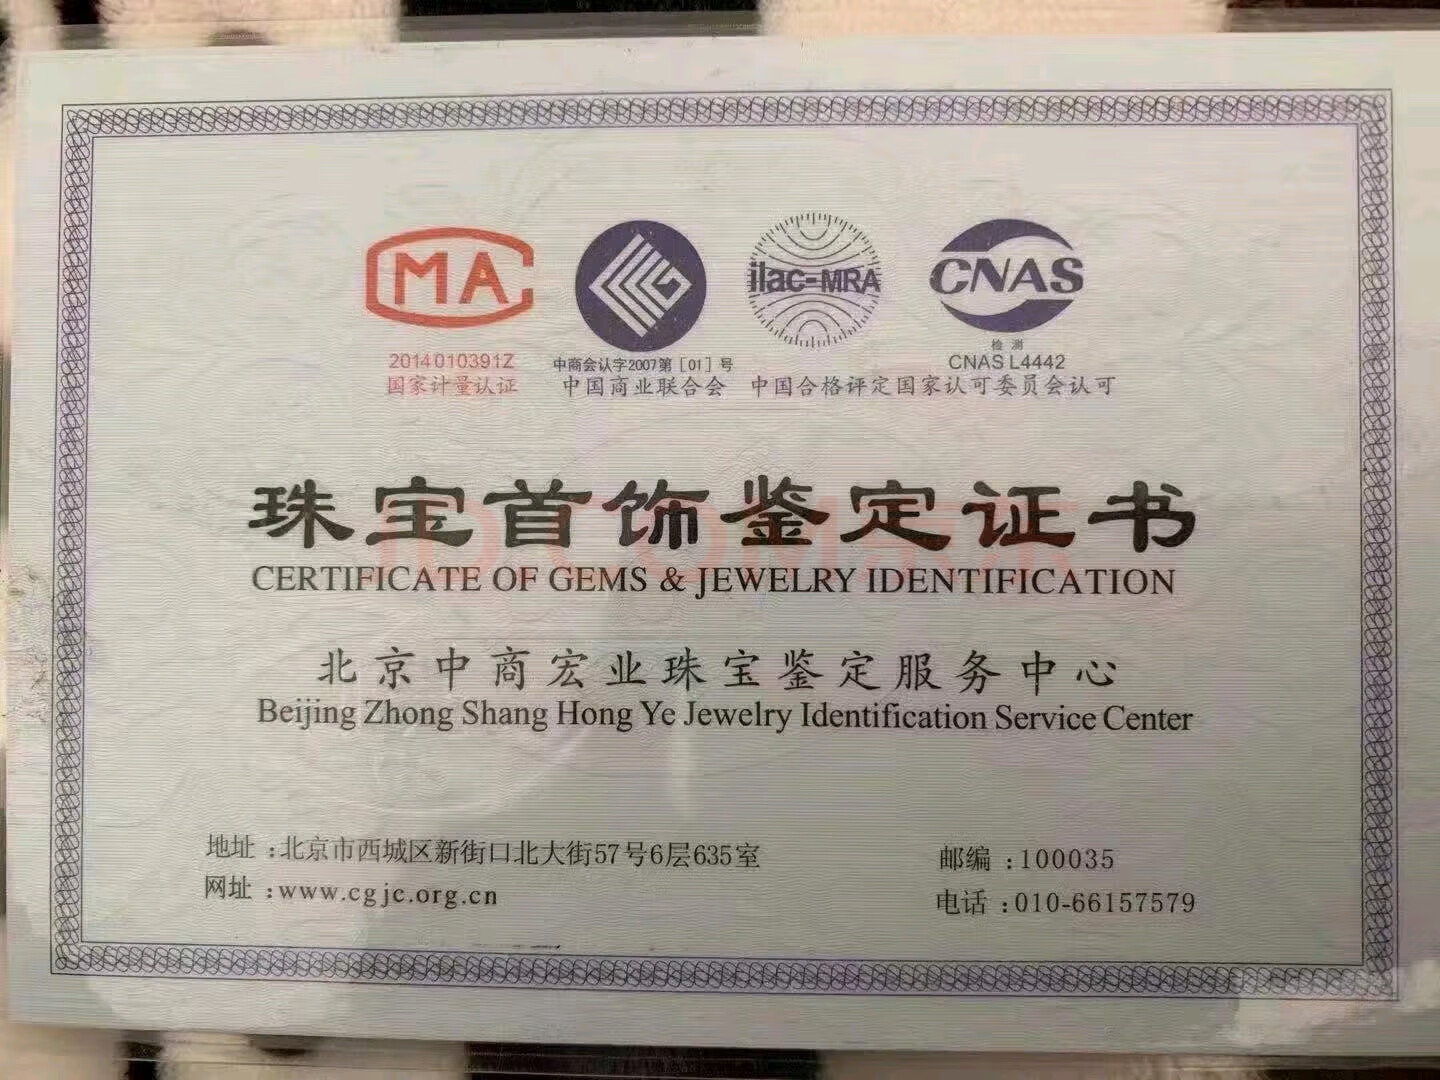 MA
ilac-MRA
CNAS
检 测
2014010391Z
中商会认字2007第［01］号
CNAS L4442
国家计量认证
中国商业联合会
中国合格评定国家认可委员会认可
珠宝首饰鉴定证书
CERTIFICATE OF GEMS & JEWELRY IDENTIFICATION
北京中商宏业珠宝鉴定服务中心
Beijing Zhong Shang Hong Ye Jewelry Identification Service Center
地址：北京市西城区新街口北大街57号6层635室
邮编：100035
网址：www.cgjc.org.cn
电话：010-66157579